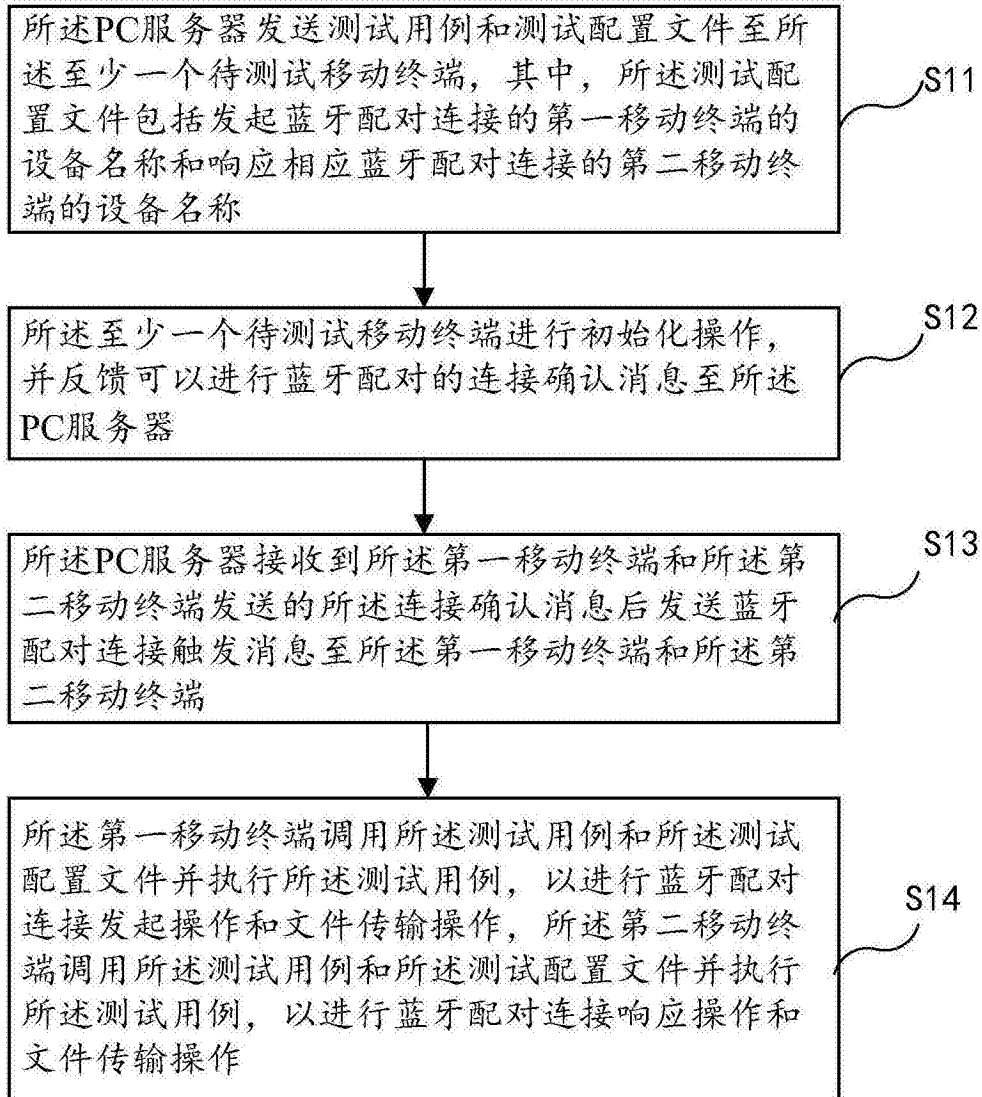 所述PC服务器发送测试用例和测试配置文件至所
述至少一个待测试移动终端，其中，所述测试配
置文件包括发起蓝牙配对连接的第一移动终端的
设备名称和响应相应蓝牙配对连接的第二移动终
端的设备名称
S11
所述至少一个待测试移动终端进行初始化操作，
并反馈可以进行蓝牙配对的连接确认消息至所述
PC服务器
S12
所述PC服务器接收到所述第一移动终端和所述第
二移动终端发送的所述连接确认消息后发送蓝牙
配对连接触发消息至所述第一移动终端和所述第
二移动终端
S13
所述第一移动终端调用所述测试用例和所述测试
配置文件并执行所述测试用例，以进行蓝牙配对
连接发起操作和文件传输操作，所述第二移动终
端调用所述测试用例和所述测试配置文件并执行
所述测试用例，以进行蓝牙配对连接响应操作和
文件传输操作
S14